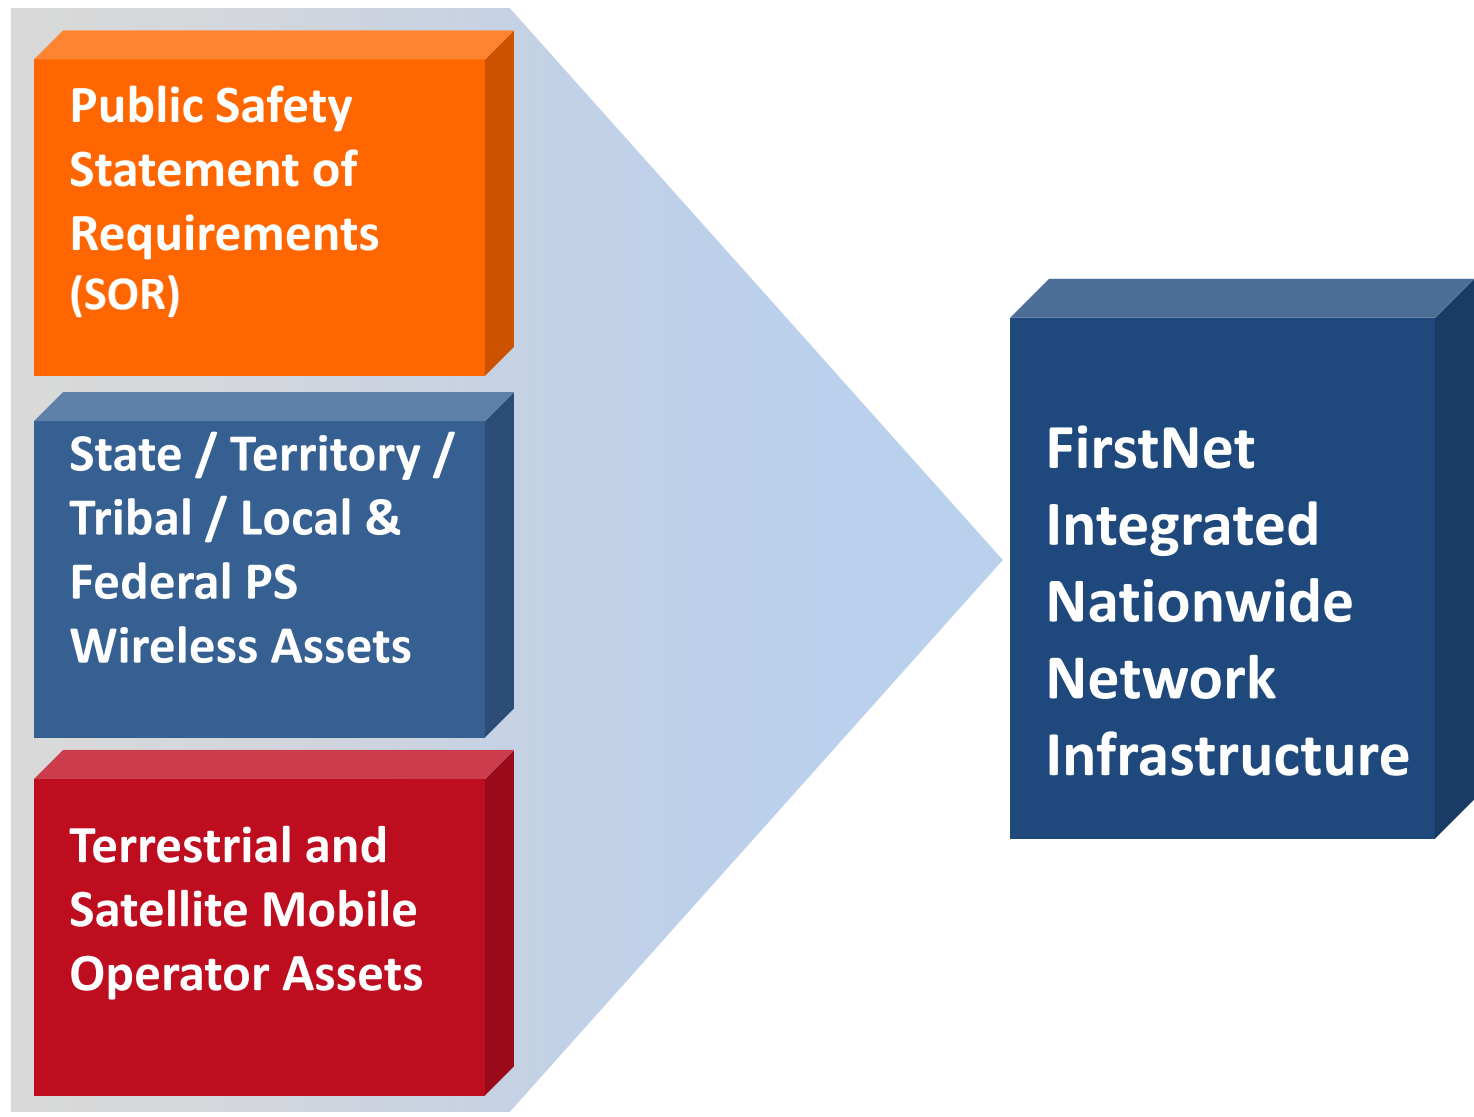 Public Safety
Statement of
Requirements
(SOR)
State / Territory /
Tribal / Local &
Federal PS
Wireless Assets
Terrestrial and
Satellite Mobile
Operator Assets
FirstNet
Integrated
Nationwide
Network
Infrastructure